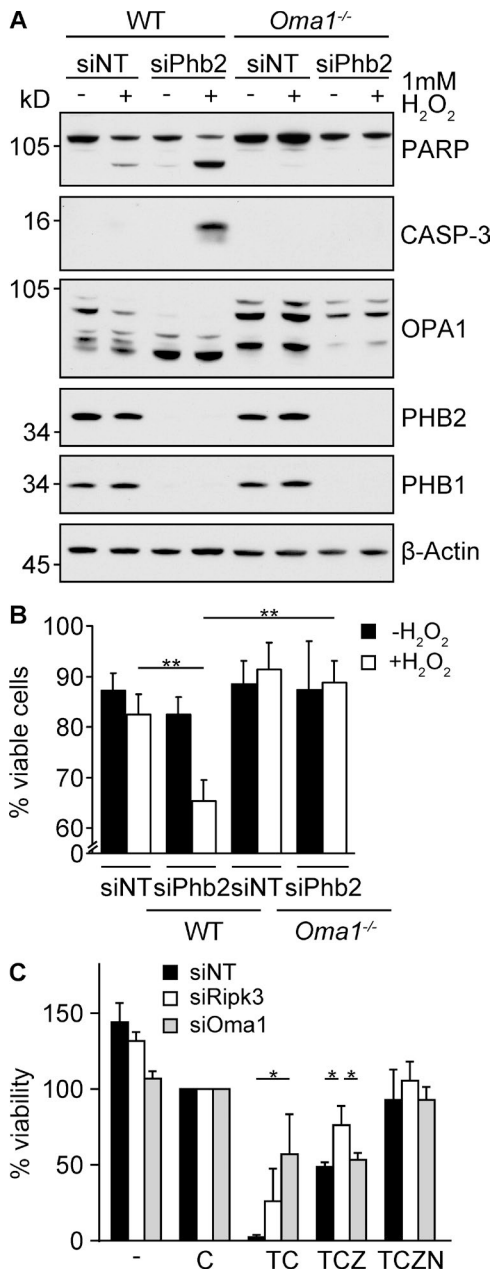 A
WT Oma1-/-
siNT siPhb2 siNT siPhb2
kD - + - + - + - + 1mM H2O2
105 PARP
16 CASP-3
105 OPA1
34 PHB2
34 PHB1
45 β-Actin
B
** 
**
-H2O2
+H2O2
% viable cells
100
90
80
70
60
0
siNT siPhb2 siNT siPhb2
WT Oma1-/-
C
siNT
siRipk3
siOma1
% viability
150
100
50
0
* * *
- C TC TCZ TCZN